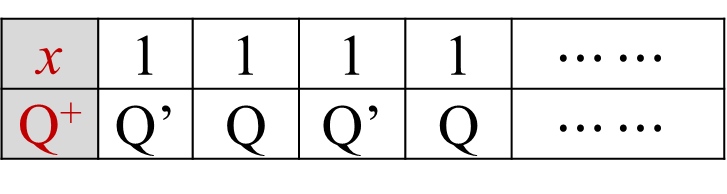 x 1 1 1 1 ⋯⋯
Q⁺ Q’ Q Q’ Q ⋯⋯